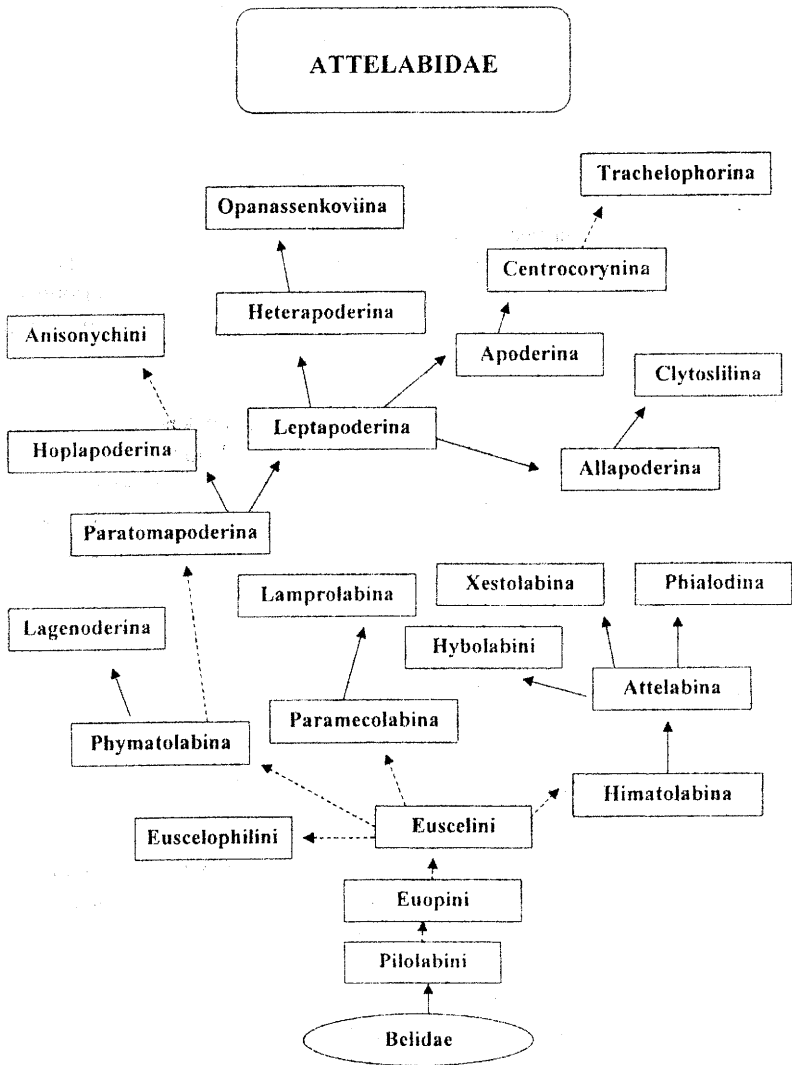 ATTELABIDAE
Trachelophorina
Opanassenkoviina
Centrocorynina
Heterapoderina
Anisonychini
Apoderina
Clytoslilina
Leptapoderina
Hoplapoderina
Allapoderina
Paratomapoderina
Xestolabina
Phialodina
Lamprolabina
Lagenoderina
Hybolabini
Attelabina
Paramecolabina
Phymatolabina
Himatolabina
Euscelini
Euscelophilini
Euopini
Pilolabini
Belidae